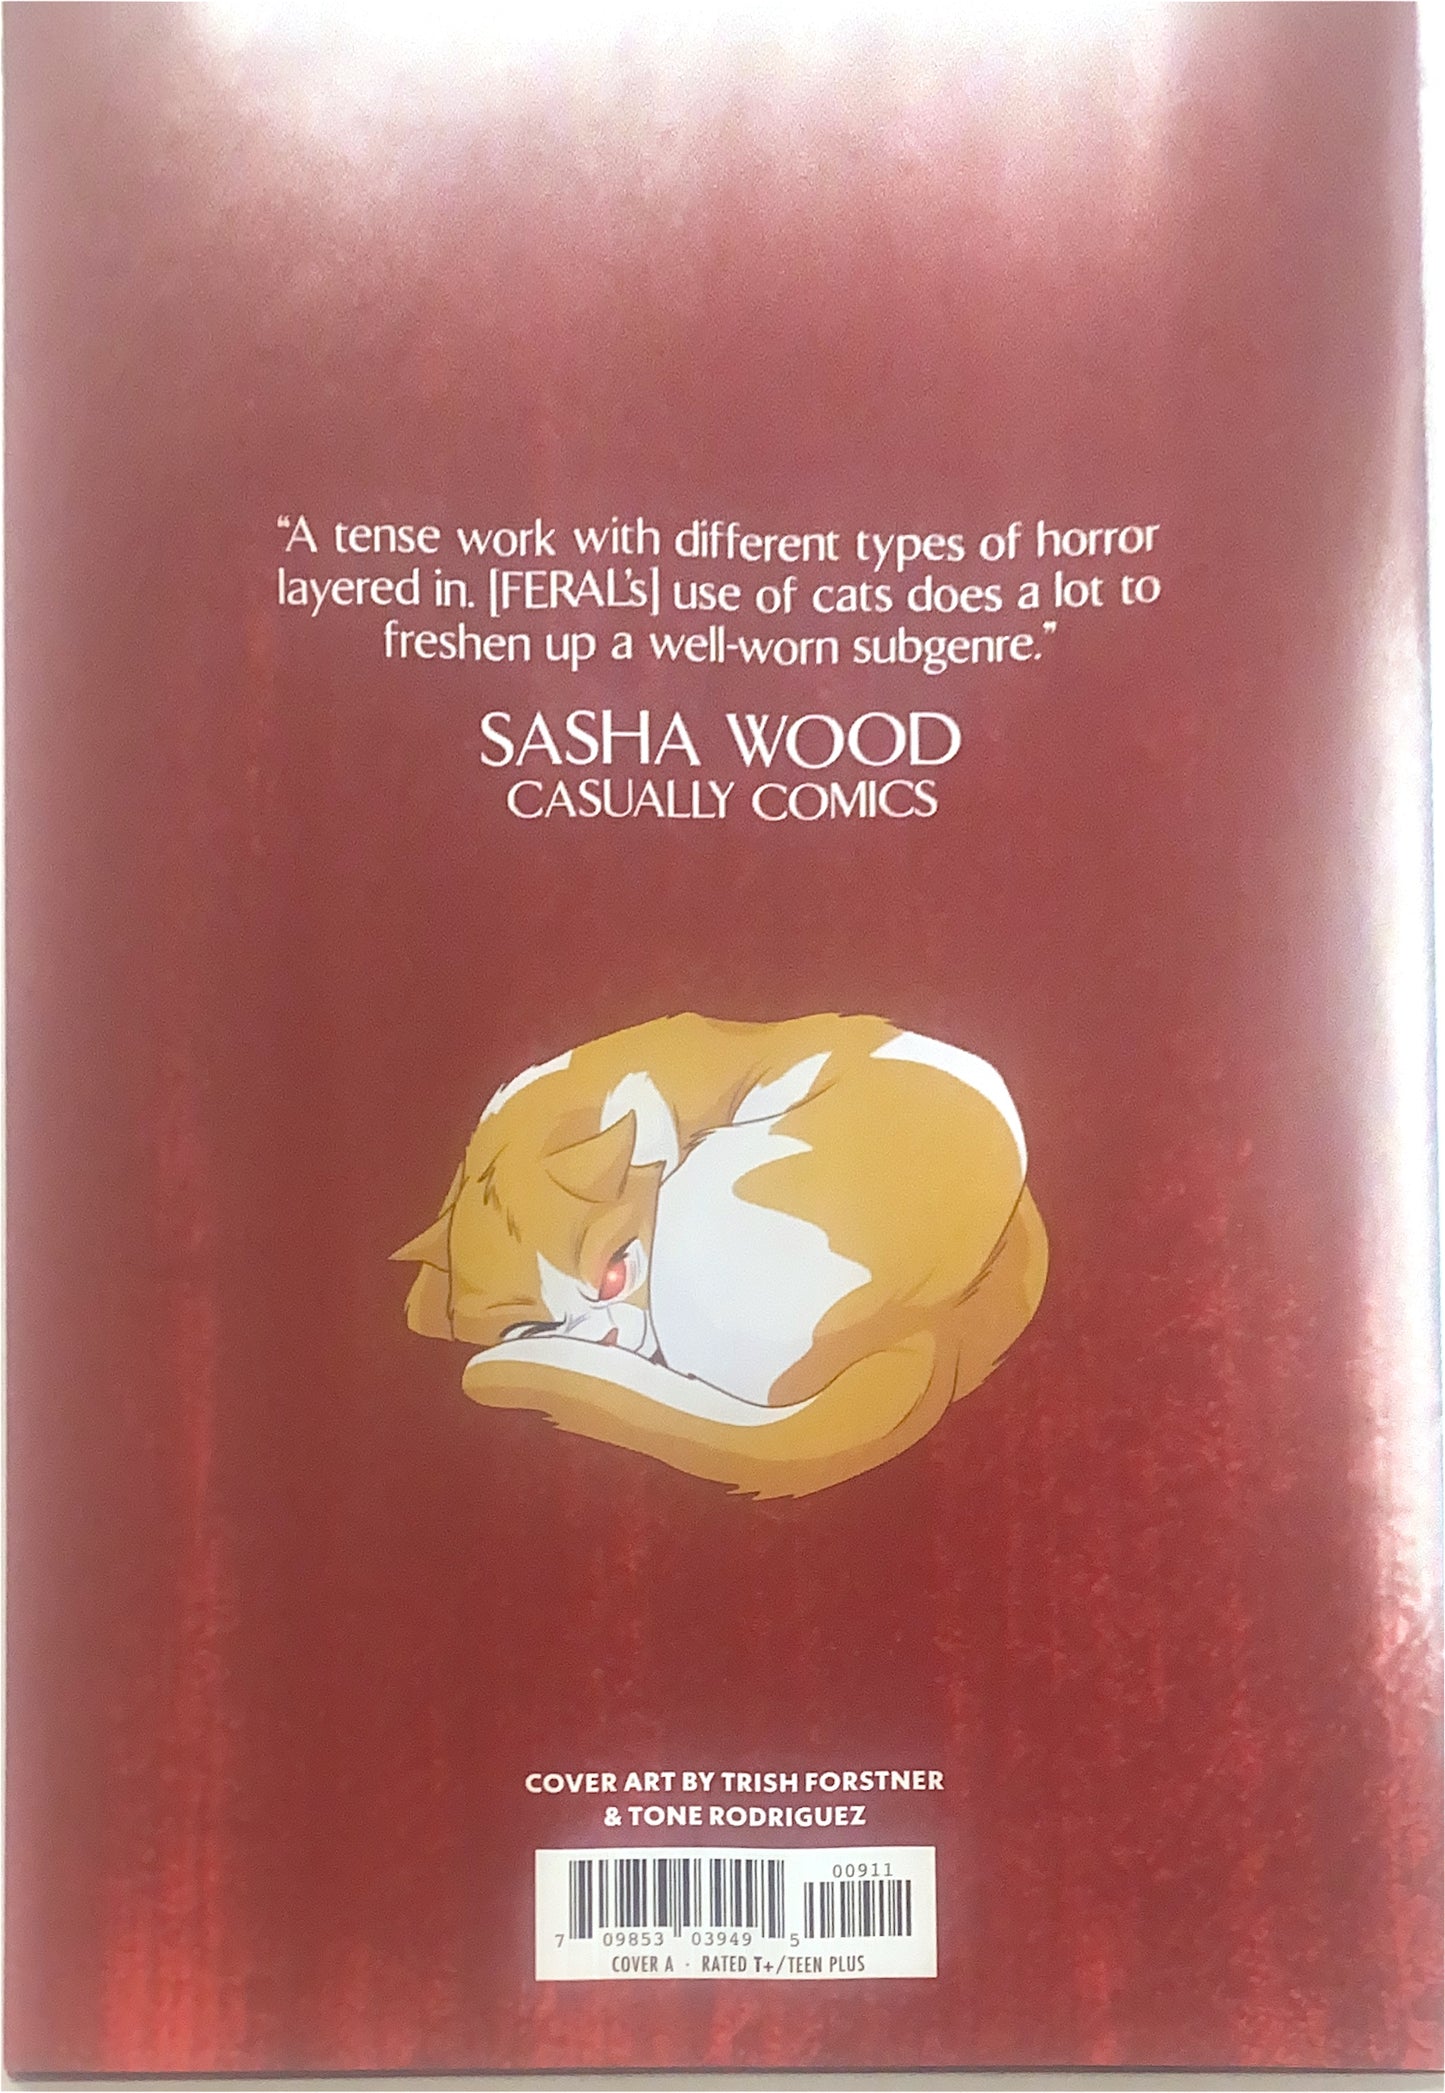 “A tense work with different types of horror
layered in. [FERAL’s] use of cats does a lot to
freshen up a well-worn subgenre.”
SASHA WOOD
CASUALLY COMICS
COVER ART BY TRISH FORSTNER
& TONE RODRIGUEZ
00911
7 09853 03949 5
COVER A · RATED T+/TEEN PLUS